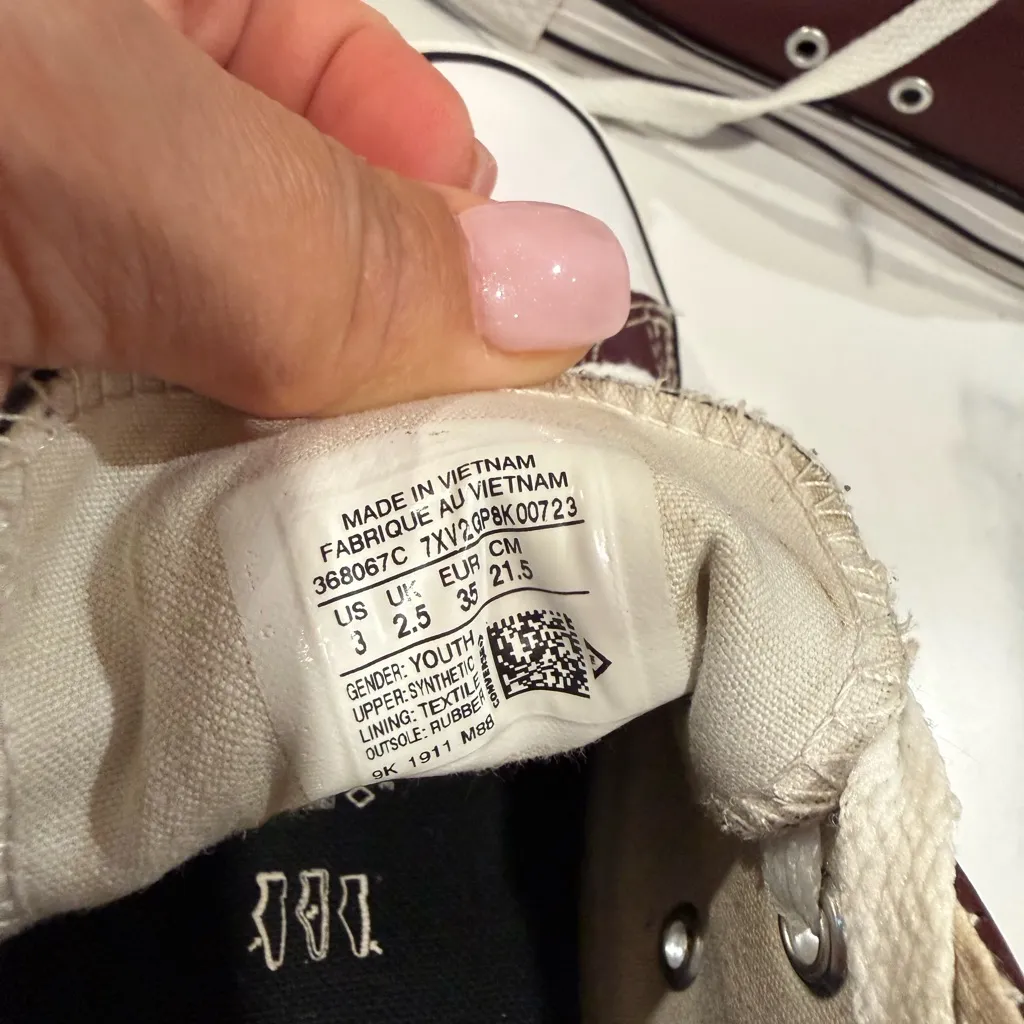 MADE IN VIETNAM
FABRIQUE AU VIETNAM
368067C 7XV2QP8K00723
US UK EUR CM
3 2.5 35 21.5
GENDER: YOUTH
UPPER: SYNTHETIC
LINING: TEXTILE
OUTSOLE: RUBBER
CONVERSE
9K 1911 M88